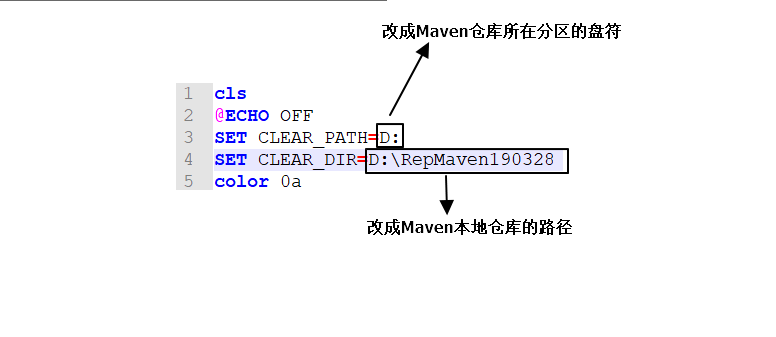 改成Maven仓库所在分区的盘符
1 cls
2 @ECHO OFF
3 SET CLEAR_PATH=D:
4 SET CLEAR_DIR=D:\RepMaven190328
5 color 0a
改成Maven本地仓库的路径